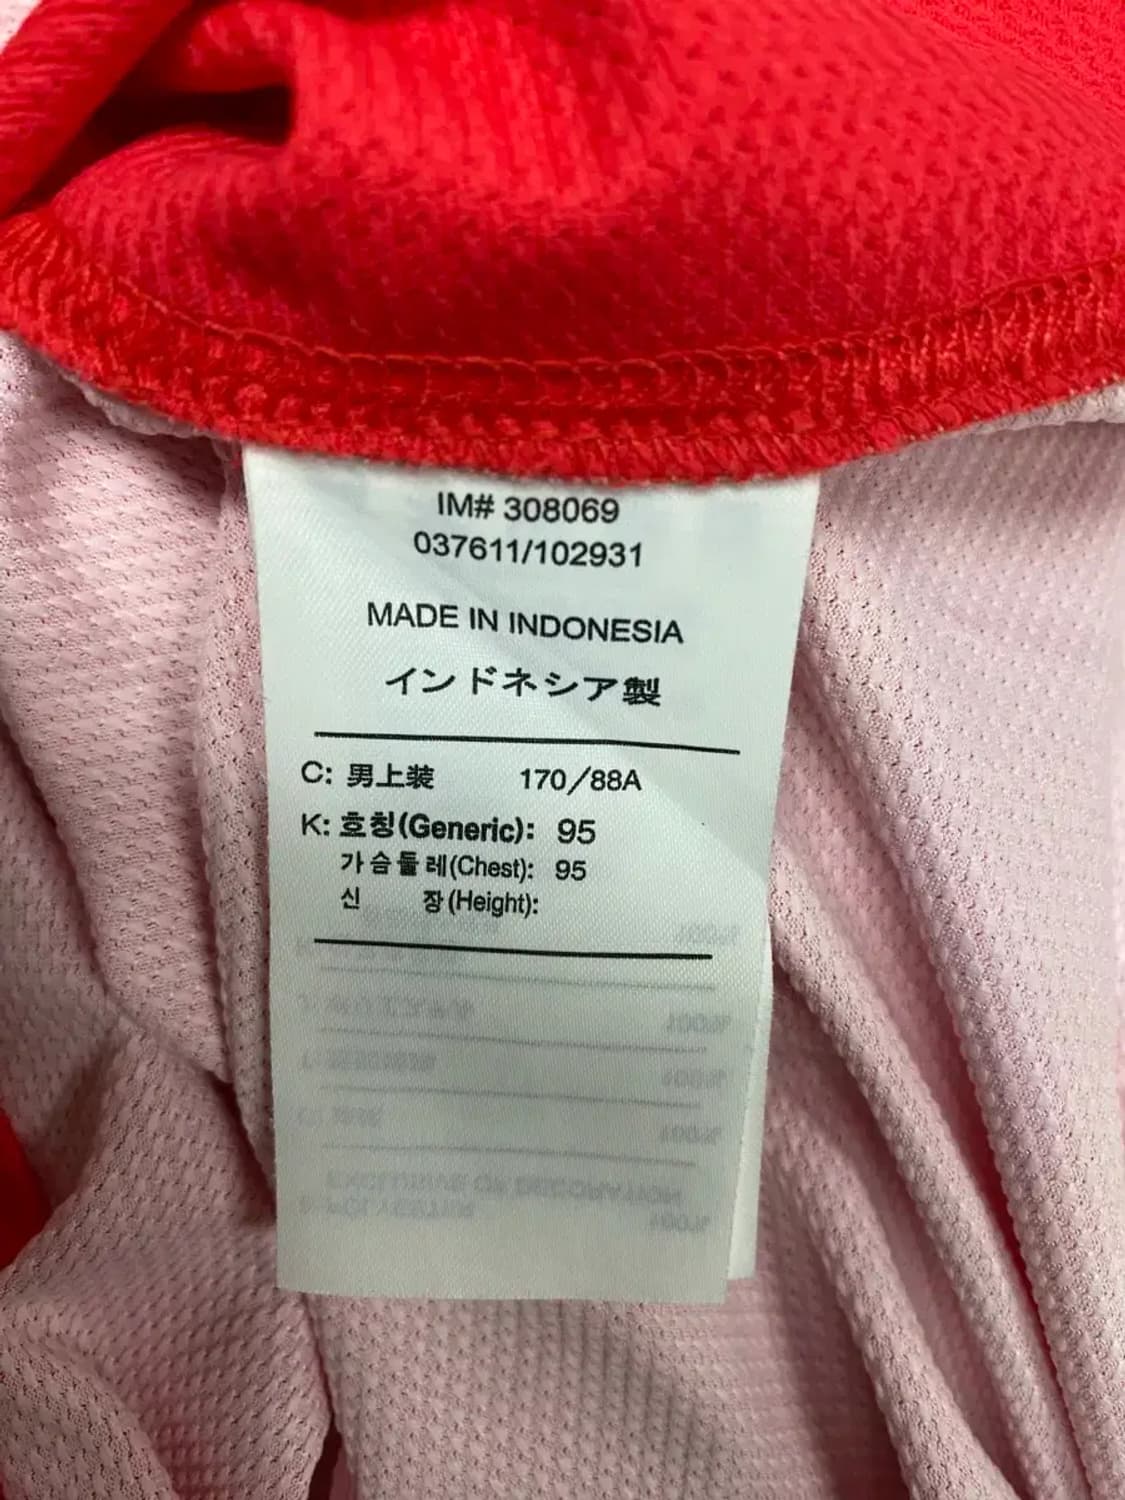 IM# 308069
037611/102931
MADE IN INDONESIA
インドネシア製
C: 男上装 170/88A
K: 호칭(Generic): 95
가슴둘레(Chest): 95
신 장(Height):